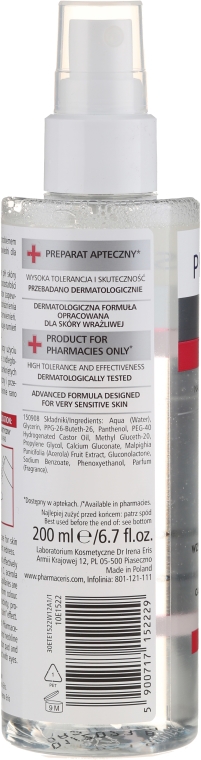 PREPARAT APTECZNY*
WYSOKA TOLERANCJA I SKUTECZNOŚĆ
PRZEBADANO DERMATOLOGICZNIE
DERMATOLOGICZNA FORMUŁA
OPRACOWANA
DLA SKÓRY WRAŻLIWEJ
PRODUCT FOR
PHARMACIES ONLY*
HIGH TOLERANCE AND EFFECTIVENESS
DERMATOLOGICALLY TESTED
ADVANCED FORMULA DESIGNED
FOR VERY SENSITIVE SKIN
150908 Składniki/Ingredients: Aqua (Water),
Glycerin, PPG-26-Buteth-26, Panthenol, PEG-40
Hydrogenated Castor Oil, Methyl Gluceth-20,
Propylene Glycol, Calcium Gluconate, Malpighia
Punicifolia (Acerola) Fruit Extract, Gluconolactone,
Sodium Benzoate, Phenoxyethanol, Parfum
(Fragrance).
*Dostępny w aptekach. /*Available in pharmacies.
Najlepiej zużyć przed końcem: patrz spód
Best used before the end of: see bottom
200 ml e/6.7 fl.oz.
Laboratorium Kosmetyczne Dr Irena Eris
Armii Krajowej 12, PL 05-500 Piaseczno
Made in Poland
www.pharmaceris.com, Infolinia: 801-121-111
30ETE1522W12A1/1
10E1522
5 900717 152229
1
PET
9 M